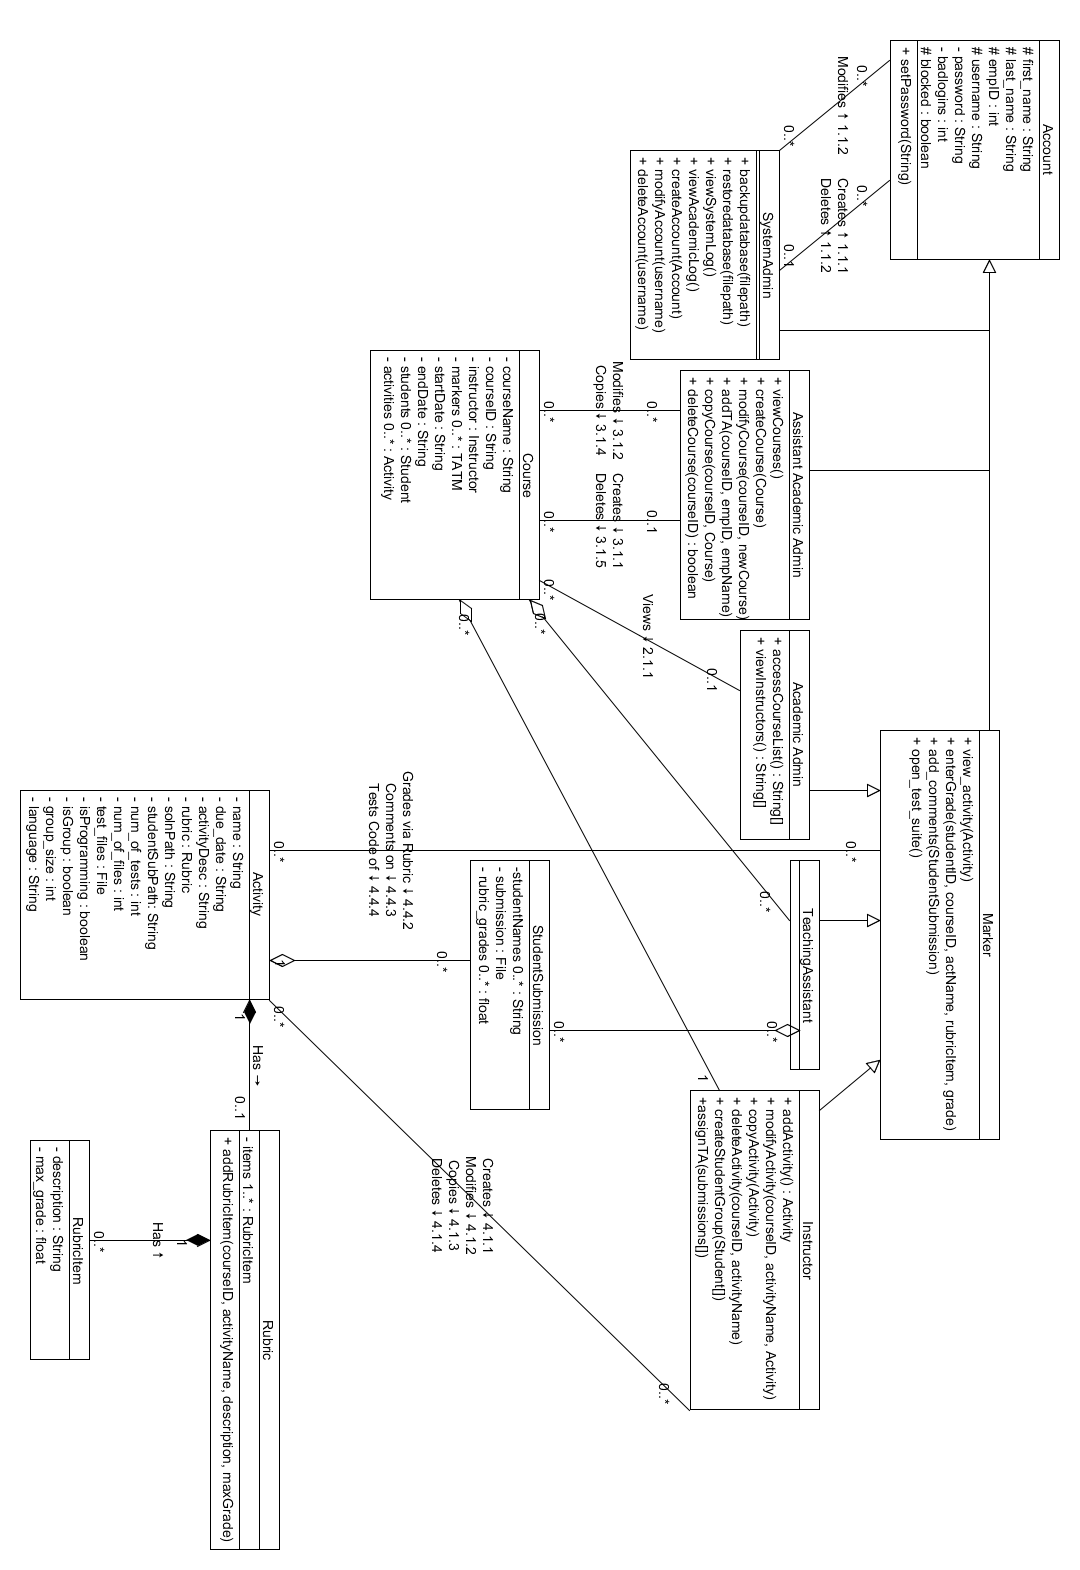 Account
# first_name : String
# last_name : String
# empID : int
# username : String
- password : String
- badlogins : int
# blocked : boolean
+ setPassword(String)
0..*
Modifies ↑ 1.1.2
0..*
0..*
Creates ↑ 1.1.1
Deletes ↑ 1.1.2
0..1
SystemAdmin
+ backupdatabase(filepath)
+ restoredatabase(filepath)
+ viewSystemLog()
+ viewAcademicLog()
+ createAccount(Account)
+ modifyAccount(username)
+ deleteAccount(username)
Assistant Academic Admin
+ viewCourses()
+ createCourse(Course)
+ modifyCourse(courseID, newCourse)
+ addTA(courseID, empID, empName)
+ copyCourse(courseID, Course)
+ deleteCourse(courseID) : boolean
0..*
Modifies ↓ 3.1.2
Copies ↓ 3.1.4
0..*
0..1
Creates ↓ 3.1.1
Deletes ↓ 3.1.5
0..*
Academic Admin
+ accessCourseList() : String[]
+ viewInstructors() : String[]
0..1
Views ↓ 2.1.1
0..*
Marker
+ view_activity(Activity)
+ enterGrade(studentID, courseID, actName, rubricItem, grade)
+ add_comments(StudentSubmission)
+ open_test_suite()
0..*
TeachingAssistant
0..*
0..*
0..*
Instructor
+ addActivity() : Activity
+ modifyActivity(courseID, activityName, Activity)
+ copyActivity(Activity)
+ deleteActivity(courseID, activityName)
+ createStudentGroup(Student[])
+assignTA(submissions[])
1
0..*
0..*
Course
- courseName : String
- courseID : String
- instructor : Instructor
- markers 0..* : TATM
- startDate : String
- endDate : String
- students 0..* : Student
- activities 0..* : Activity
StudentSubmission
-studentNames 0..* : String
- submission : File
- rubric_grades 0..* : float
0..*
0..*
Creates ↓ 4.1.1
Modifies ↓ 4.1.2
Copies ↓ 4.1.3
Deletes ↓ 4.1.4
Grades via Rubric ↓ 4.4.2
Comments on ↓ 4.4.3
Tests Code of ↓ 4.4.4
0..*
1
0..*
Activity
- name : String
- due_date : String
- activityDesc : String
- rubric : Rubric
- solnPath : String
- studentSubPath: String
- num_of_tests : int
- num_of_files : int
- test_files : File
- isProgramming : boolean
- isGroup : boolean
- group_size : int
- language : String
1
Has →
0..1
Rubric
- items 1..* : RubricItem
+ addRubricItem(courseID, activityName, description, maxGrade)
1
Has ↑
0..*
RubricItem
- description : String
- max_grade : float